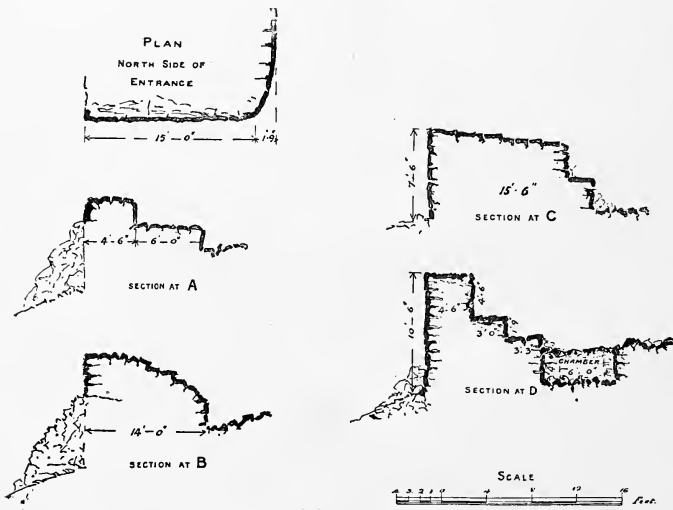 PLAN
NORTH SIDE OF
ENTRANCE
15'-0"
1'.9"
4'-6" 6'-0"
SECTION AT A
14'-0"
SECTION AT B
7'-6"
15'-6"
SECTION AT C
10'-6"
4-6"
4-6"
3'.0"
3'.3"
CHAMBER
6'.0"
SECTION AT D
SCALE
4 3 2 1 0 4 8 12 16
feet.